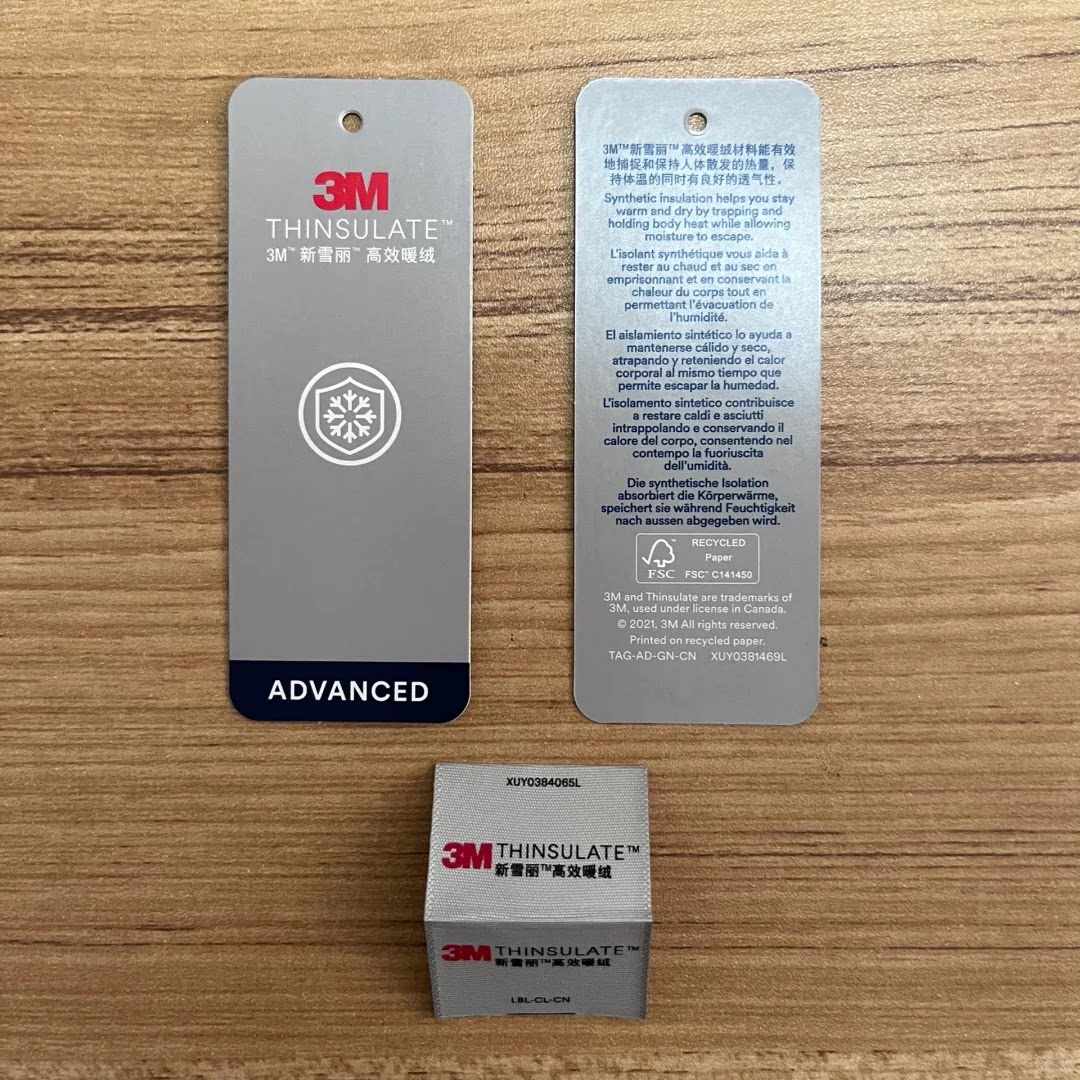 3M
THINSULATE™
3M™ 新雪丽™ 高效暖绒
ADVANCED
3M™新雪丽™高效暖绒材料能有效
地捕捉和保持人体散发的热量，保
持体温的同时有良好的透气性。
Synthetic insulation helps you stay
warm and dry by trapping and
holding body heat while allowing
moisture to escape.
L'isolant synthétique vous aide à
rester au chaud et au sec en
emprisonnant et en conservant la
chaleur du corps tout en
permettant l'évacuation de
l'humidité.
El aislamiento sintético lo ayuda a
mantenerse cálido y seco,
atrapando y reteniendo el calor
corporal al mismo tiempo que
permite escapar la humedad.
L'isolamento sintetico contribuisce
a restare caldi e asciutti
intrappolando e conservando il
calore del corpo, consentendo nel
contempo la fuoriuscita
dell'umidità.
Die synthetische Isolation
absorbiert die Körperwärme,
speichert sie während Feuchtigkeit
nach aussen abgegeben wird.
RECYCLED
Paper
FSC FSC™ C141450
3M and Thinsulate are trademarks of
3M, used under license in Canada.
© 2021, 3M All rights reserved.
Printed on recycled paper.
TAG-AD-GN-CN XUY0381469L
XUY0384065L
3M THINSULATE™
新雪丽™高效暖绒
3M THINSULATE™
新雪丽™高效暖绒
LBL-CL-CN